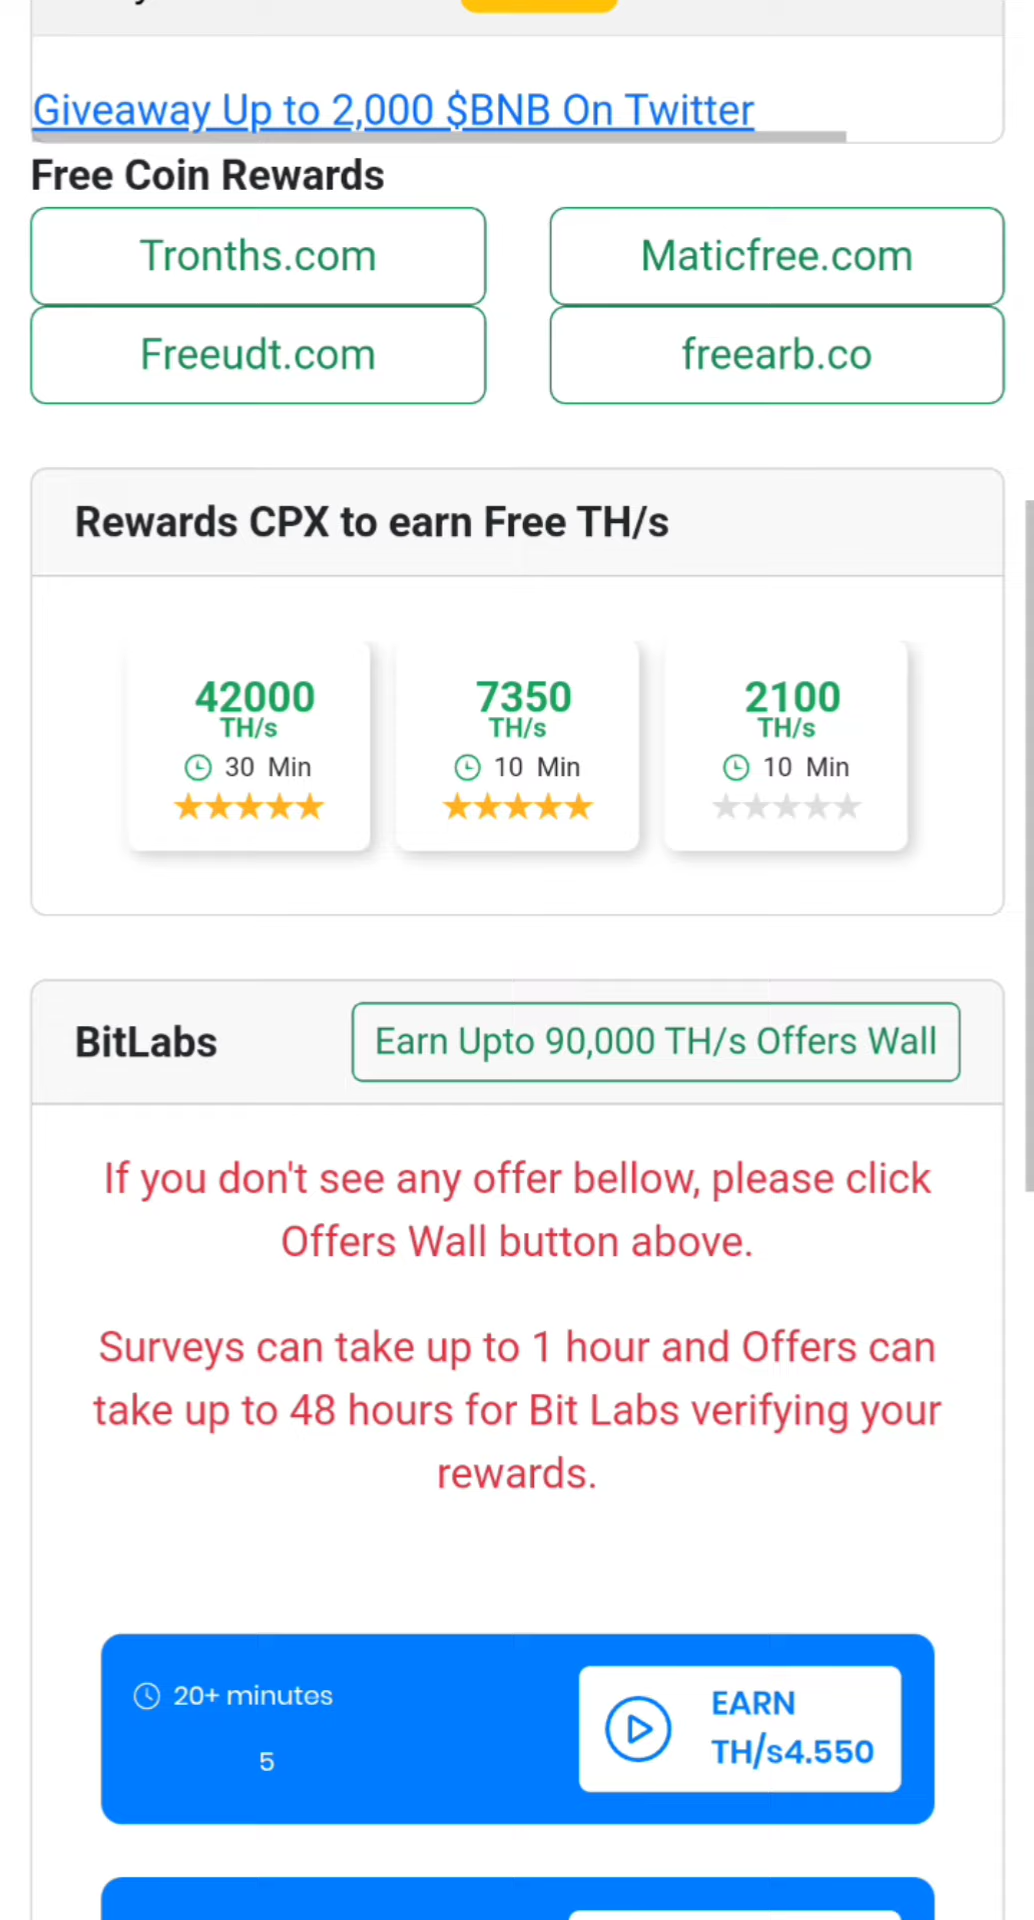 Giveaway Up to 2,000 $BNB On Twitter
Free Coin Rewards
Tronths.com
Maticfree.com
Freeudt.com
freearb.co
Rewards CPX to earn Free TH/s
42000
TH/s
30 Min
7350
TH/s
10 Min
2100
TH/s
10 Min
BitLabs
Earn Upto 90,000 TH/s Offers Wall
If you don't see any offer bellow, please click
Offers Wall button above.
Surveys can take up to 1 hour and Offers can
take up to 48 hours for Bit Labs verifying your
rewards.
20+ minutes
5
EARN
TH/s4.550